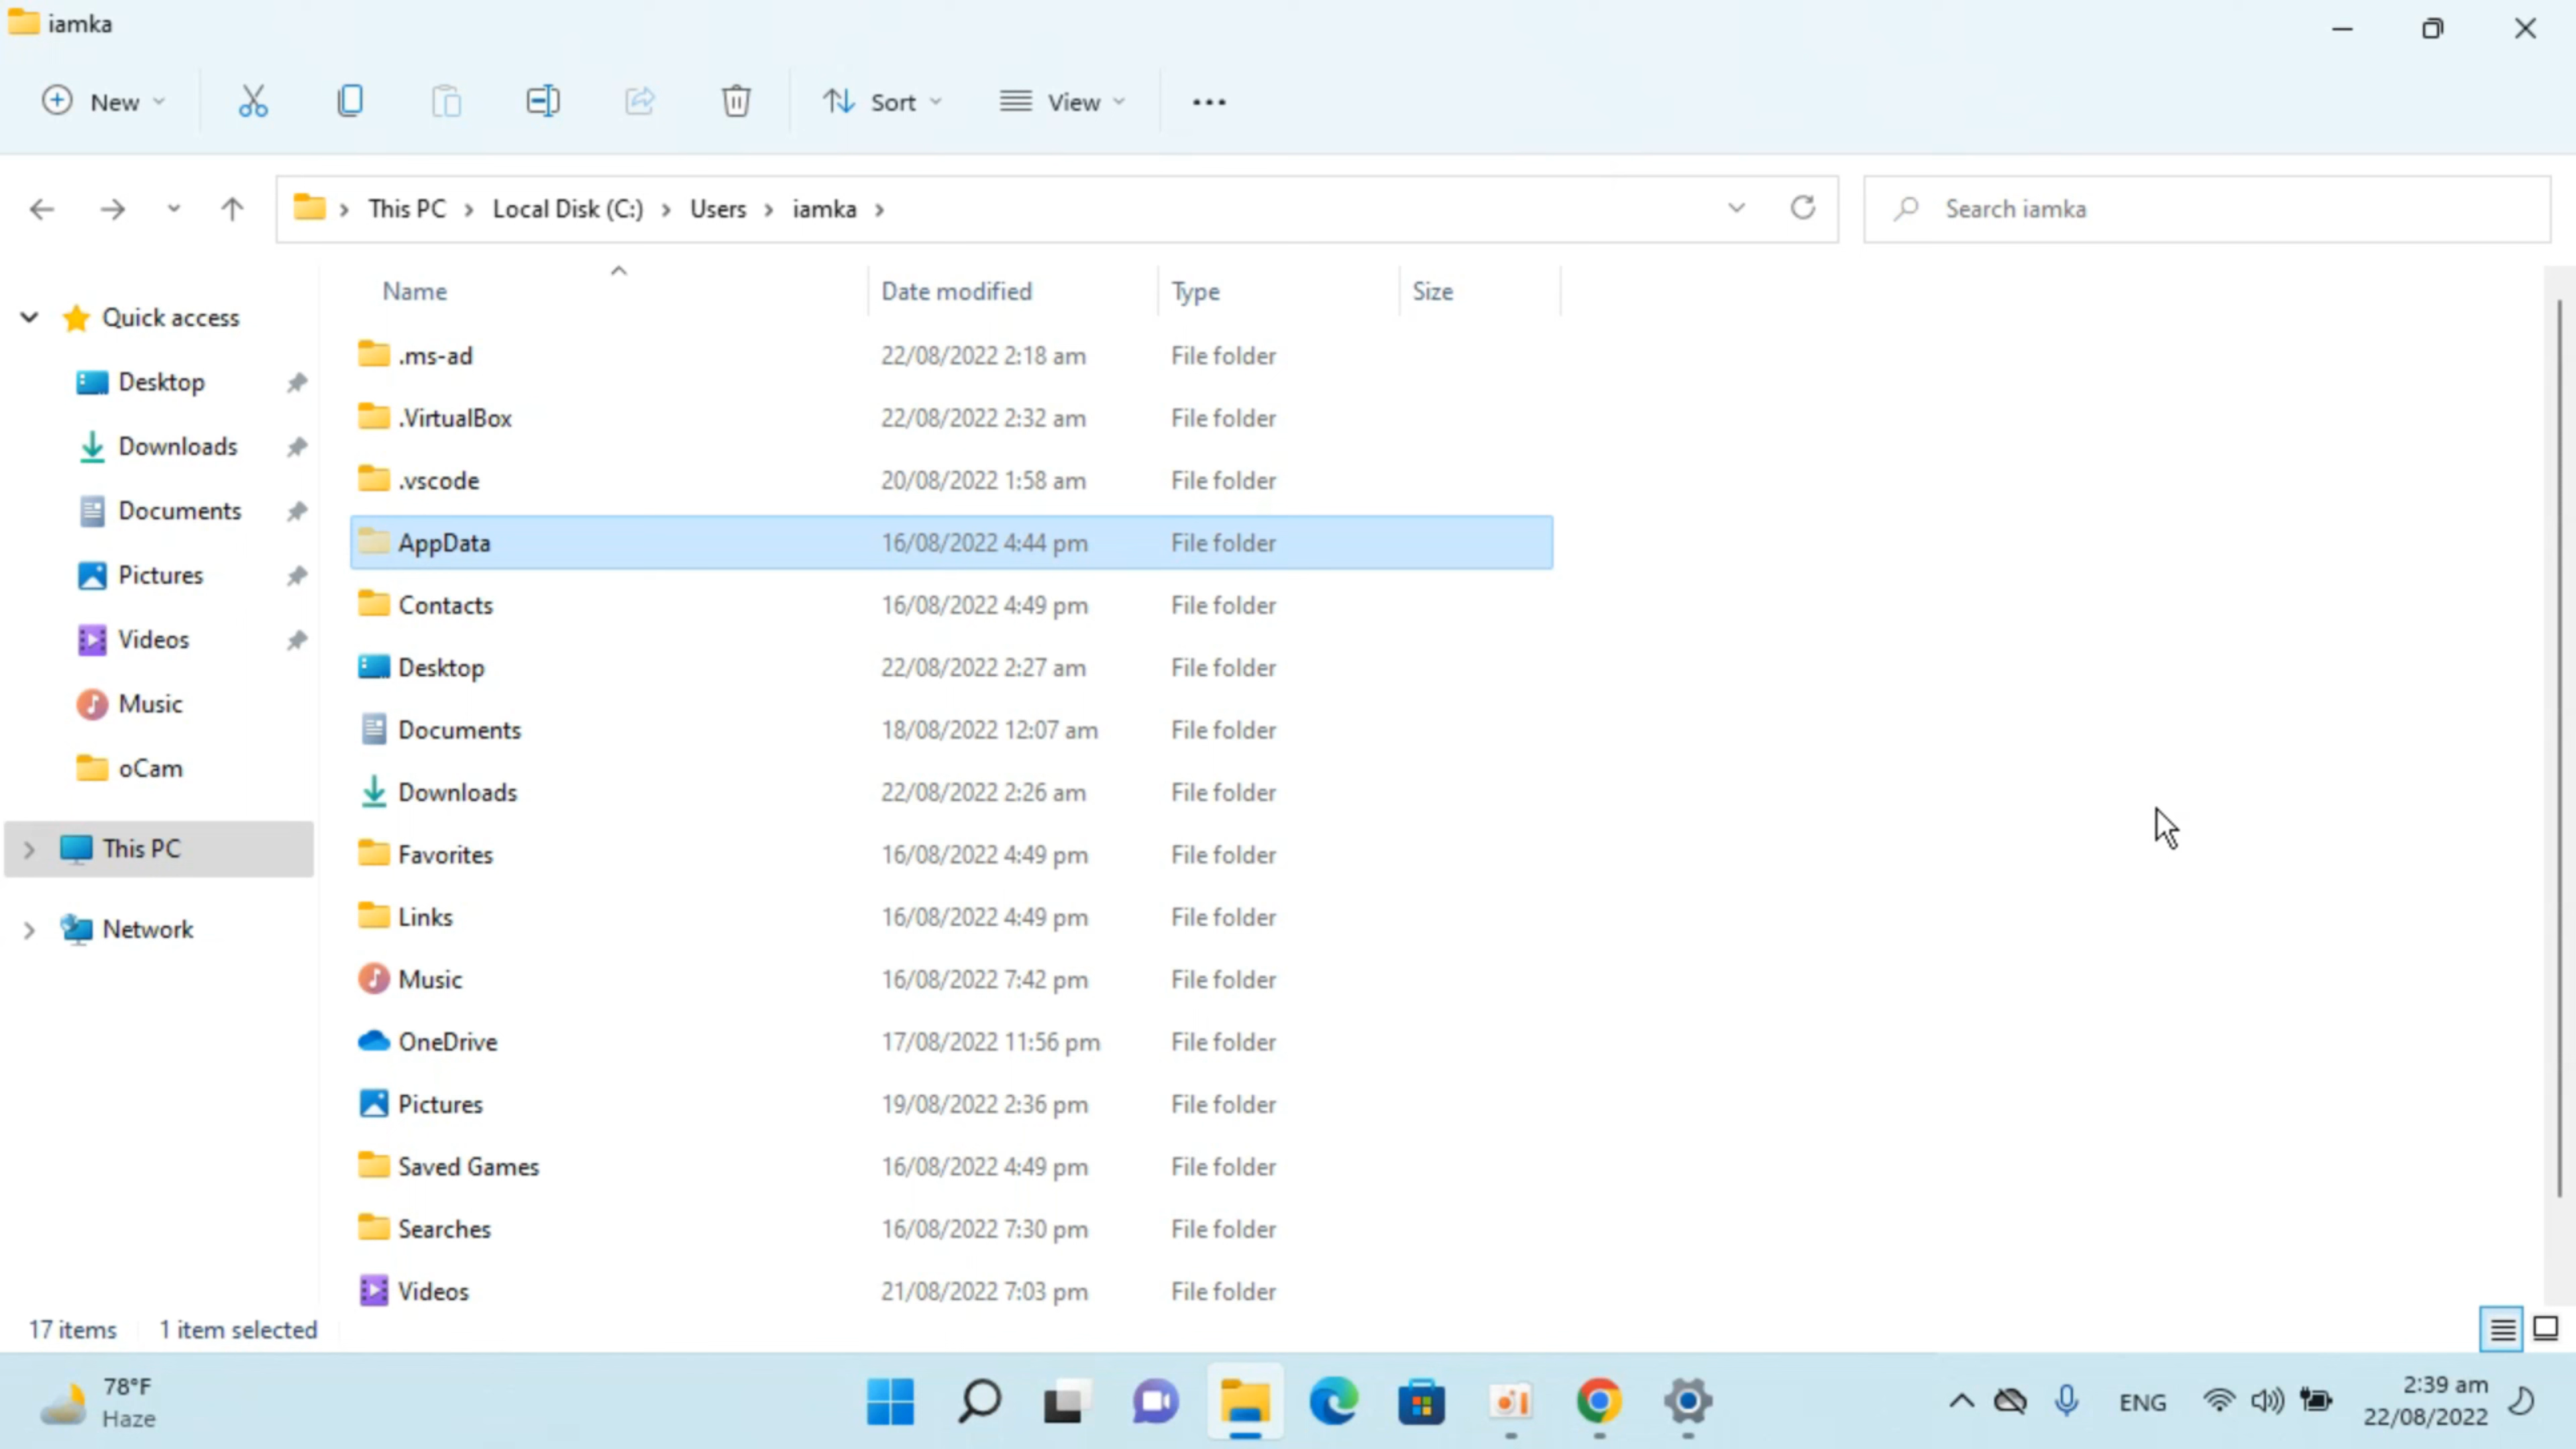 iamka
New
Sort
View
This PC
Local Disk (C:)
Users
iamka
Search iamka
Name
Date modified
Type
Size
Quick access
Desktop
Downloads
Documents
Pictures
Videos
Music
oCam
This PC
Network
.ms-ad 22/08/2022 2:18 am File folder
.VirtualBox 22/08/2022 2:32 am File folder
.vscode 20/08/2022 1:58 am File folder
AppData 16/08/2022 4:44 pm File folder
Contacts 16/08/2022 4:49 pm File folder
Desktop 22/08/2022 2:27 am File folder
Documents 18/08/2022 12:07 am File folder
Downloads 22/08/2022 2:26 am File folder
Favorites 16/08/2022 4:49 pm File folder
Links 16/08/2022 4:49 pm File folder
Music 16/08/2022 7:42 pm File folder
OneDrive 17/08/2022 11:56 pm File folder
Pictures 19/08/2022 2:36 pm File folder
Saved Games 16/08/2022 4:49 pm File folder
Searches 16/08/2022 7:30 pm File folder
Videos 21/08/2022 7:03 pm File folder
17 items 1 item selected
78°F
Haze
ENG
2:39 am
22/08/2022